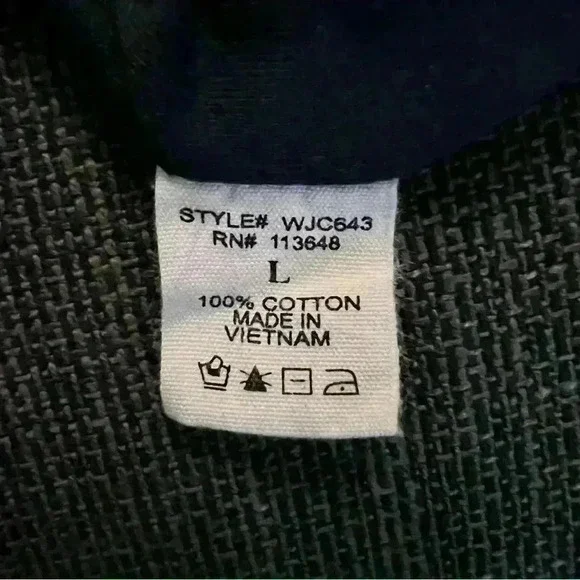 STYLE# WJC643
RN# 113648
L
100% COTTON
MADE IN
VIETNAM